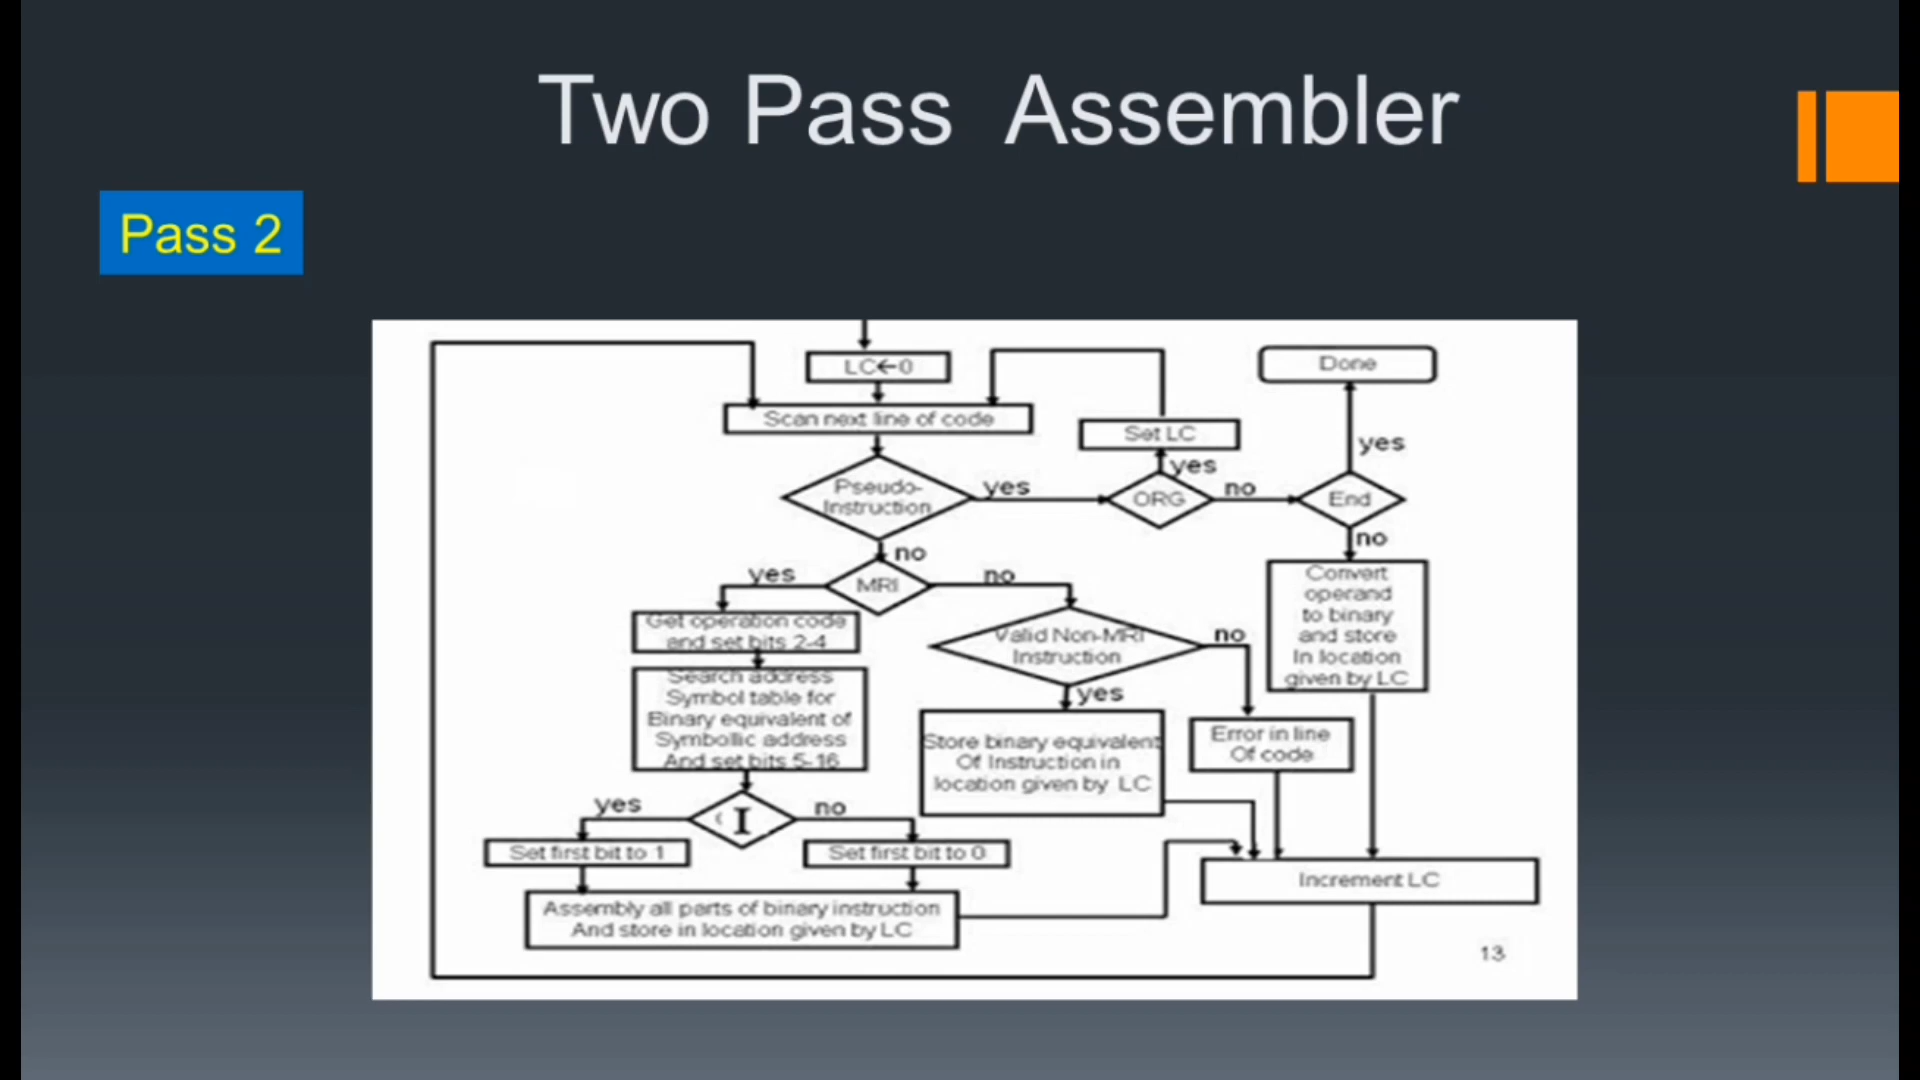 Two Pass Assembler
Pass 2
LC←0
Done
Scan next line of code
Set LC
yes
yes
Pseudo-
Instruction
yes
ORG
no
End
no
no
yes
MRI
no
Convert
operand
to binary
and store
In location
given by LC
Get operation code
and set bits 2-4
Valid Non-MRI
Instruction
no
yes
Search address
Symbol table for
Binary equivalent of
Symbollic address
And set bits 5-16
Store binary equivalent
Of Instruction in
location given by LC
Error in line
Of code
yes
no
Set first bit to 1
Set first bit to 0
Increment LC
Assembly all parts of binary instruction
And store in location given by LC
13